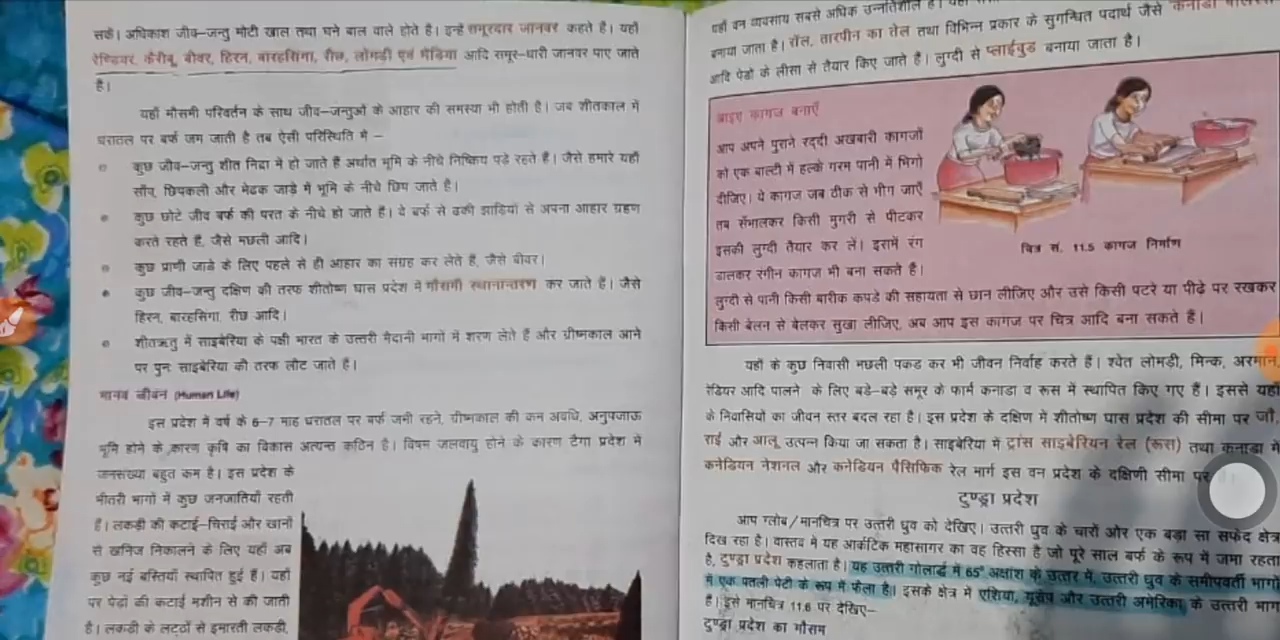 सकें। अधिकांश जीव–जन्तु मोटी खाल तथा घने बाल वाले होते है। इन्हें समूरदार जानवर कहते है। यहाँ
रेण्डियर, कैरीबू, बीवर, हिरन, बारहसिंगा, रीछ, लोमड़ी एवं भेड़िया आदि समूर–धारी जानवर पाए जाते
हैं।
यहाँ मौसमी परिवर्तन के साथ जीव–जन्तुओं के आहार की समस्या भी होती है। जब शीतकाल में
धरातल पर बर्फ जम जाती है तब ऐसी परिस्थिति में –
कुछ जीव–जन्तु शीत निद्रा में हो जाते हैं अर्थात भूमि के नीचे निष्क्रिय पड़े रहते हैं। जैसे हमारे यहाँ
साँप, छिपकली और मेढक जाड़े में भूमि के नीचे छिप जाते है।
कुछ छोटे जीव बर्फ की परत के नीचे हो जाते हैं। ये बर्फ से ढकी झाड़ियों से अपना आहार ग्रहण
करते रहते हैं, जैसे मछली आदि।
कुछ प्राणी जाड़े के लिए पहले से ही आहार का संग्रह कर लेते हैं, जैसे बीवर।
कुछ जीव–जन्तु दक्षिण की तरफ शीतोष्ण घास प्रदेश में मौसमी स्थानान्तरण कर जाते हैं। जैसे
हिरन, बारहसिंगा, रीछ आदि।
शीतऋतु में साइबेरिया के पक्षी भारत के उत्तरी मैदानी भागों में शरण लेते हैं और ग्रीष्मकाल आने
पर पुनः साइबेरिया की तरफ लौट जाते हैं।
मानव जीवन (Human Life)
इस प्रदेश में वर्ष के 6–7 माह धरातल पर बर्फ जमी रहने, ग्रीष्मकाल की कम अवधि, अनुपजाऊ
भूमि होने के कारण कृषि का विकास अत्यन्त कठिन है। विषम जलवायु होने के कारण टैगा प्रदेश में
जनसंख्या बहुत कम है। इस प्रदेश के
भीतरी भागों में कुछ जनजातियाँ रहती
हैं। लकड़ी की कटाई–चिराई और खानों
से खनिज निकालने के लिए यहाँ अब
कुछ नई बस्तियाँ स्थापित हुई हैं। यहाँ
पर पेड़ों की कटाई मशीन से की जाती
है। लकड़ी के लट्ठों से इमारती लकड़ी,
यहाँ वन व्यवसाय सबसे अधिक उन्नतिशील है।
बनाया जाता है। रॉल, तारपीन का तेल तथा विभिन्न प्रकार के सुगन्धित पदार्थ जैसे कनाडा
आदि पेड़ों के लीसा से तैयार किए जाते हैं। लुग्दी से प्लाईवुड बनाया जाता है।
आइए कागज बनाएँ
आप अपने पुराने रद्दी अखबारी कागजों
को एक बाल्टी में हल्के गरम पानी में भिगो
दीजिए। ये कागज जब ठीक से भीग जाएँ
तब सँभालकर किसी मुगरी से पीटकर
इसकी लुग्दी तैयार कर लें। इसमें रंग
डालकर रंगीन कागज भी बना सकते हैं।
चित्र सं. 11.5 कागज निर्माण
लुग्दी से पानी किसी बारीक कपड़े की सहायता से छान लीजिए और उसे किसी पटरे या पीढ़े पर रखकर
किसी बेलन से बेलकर सुखा लीजिए, अब आप इस कागज पर चित्र आदि बना सकते हैं।
यहाँ के कुछ निवासी मछली पकड़ कर भी जीवन निर्वाह करते हैं। श्वेत लोमड़ी, मिन्क, अरमान,
रेंडियर आदि पालने के लिए बड़े–बड़े समूर के फार्म कनाडा व रूस में स्थापित किए गए हैं। इससे यहाँ
के निवासियों का जीवन स्तर बदल रहा है। इस प्रदेश के दक्षिण में शीतोष्ण घास प्रदेश की सीमा पर जौ,
राई और आलू उत्पन्न किया जा सकता है। साइबेरिया में ट्रांस साइबेरियन रेल (रूस) तथा कनाडा में
कनेडियन नेशनल और कनेडियन पैसिफिक रेल मार्ग इस वन प्रदेश के दक्षिणी सीमा पर
टुण्ड्रा प्रदेश
आप ग्लोब/मानचित्र पर उत्तरी ध्रुव को देखिए। उत्तरी ध्रुव के चारों और एक बड़ा सा सफेद क्षेत्र
दिख रहा है। वास्तव में यह आर्कटिक महासागर का वह हिस्सा है जो पूरे साल बर्फ के रूप में जमा रहता
है, टुण्ड्रा प्रदेश कहलाता है। यह उत्तरी गोलार्द्ध में 65° अक्षांश के उत्तर में, उत्तरी ध्रुव के समीपवर्ती भागों
में एक पतली पेटी के रूप में फैला है। इसके क्षेत्र में एशिया, यूरोप और उत्तरी अमेरिका के उत्तरी भाग
हैं। इसे मानचित्र 11.6 पर देखिए–
टुण्ड्रा प्रदेश का मौसम